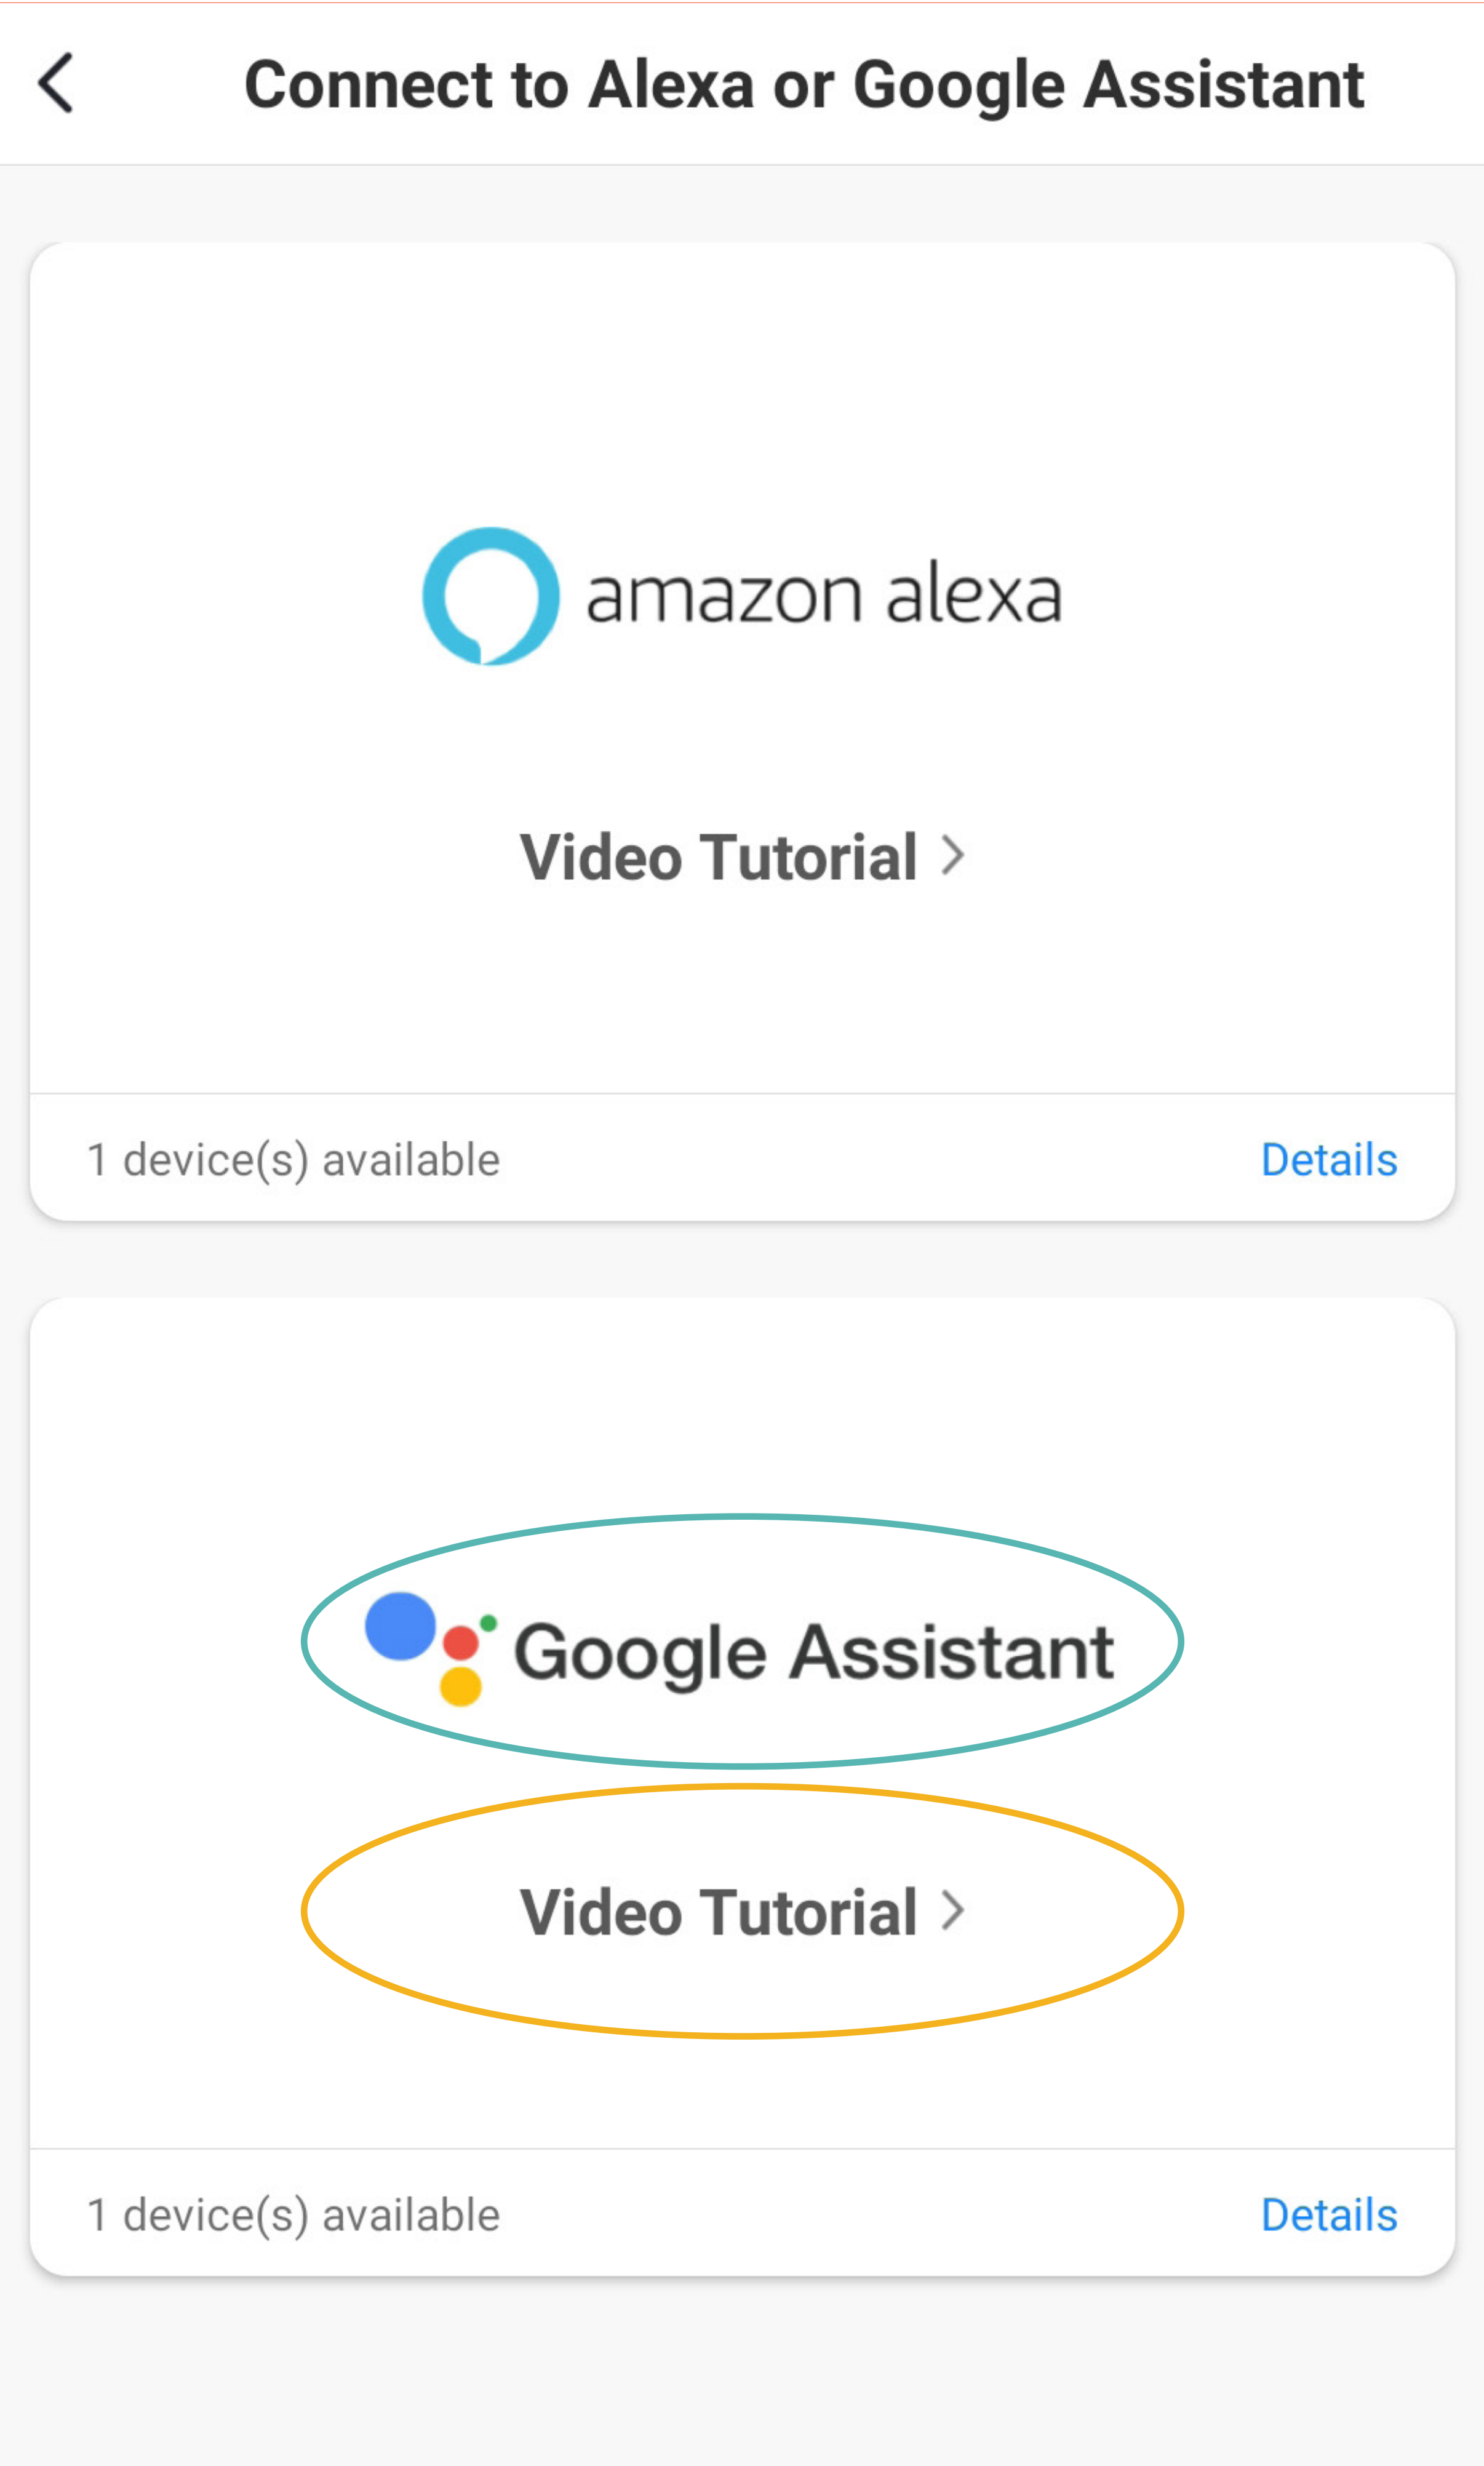 Connect to Alexa or Google Assistant
amazon alexa
Video Tutorial
1 device(s) available
Details
Google Assistant
Video Tutorial
1 device(s) available
Details